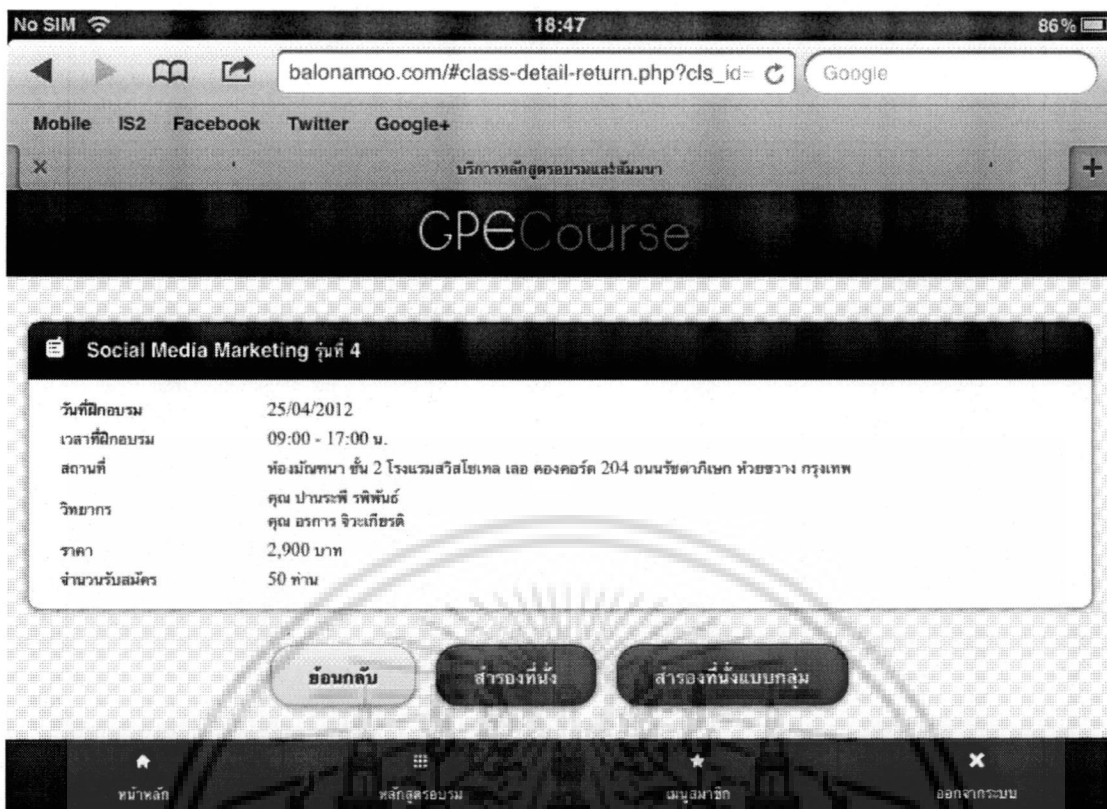 No SIM 18:47 86%
balonamoo.com/#class-detail-return.php?cls_id= Google
Mobile IS2 Facebook Twitter Google+
บริการหลักสูตรอบรมและสัมมนา
GPECourse
Social Media Marketing รุ่นที่ 4
วันที่ฝึกอบรม 25/04/2012
เวลาที่ฝึกอบรม 09:00 - 17:00 น.
สถานที่ ห้องมัณฑนา ชั้น 2 โรงแรมสวิสโฮเทล เลอ คองคอร์ด 204 ถนนรัชดาภิเษก ห้วยขวาง กรุงเทพ
วิทยากร คุณ ปานระพี รพิพันธ์
คุณ อรการ จิวะเกียรติ
ราคา 2,900 บาท
จำนวนรับสมัคร 50 ท่าน
ย้อนกลับ สำรองที่นั่ง สำรองที่นั่งแบบกลุ่ม
หน้าหลัก หลักสูตรอบรม เมนูสมาชิก ออกจากระบบ